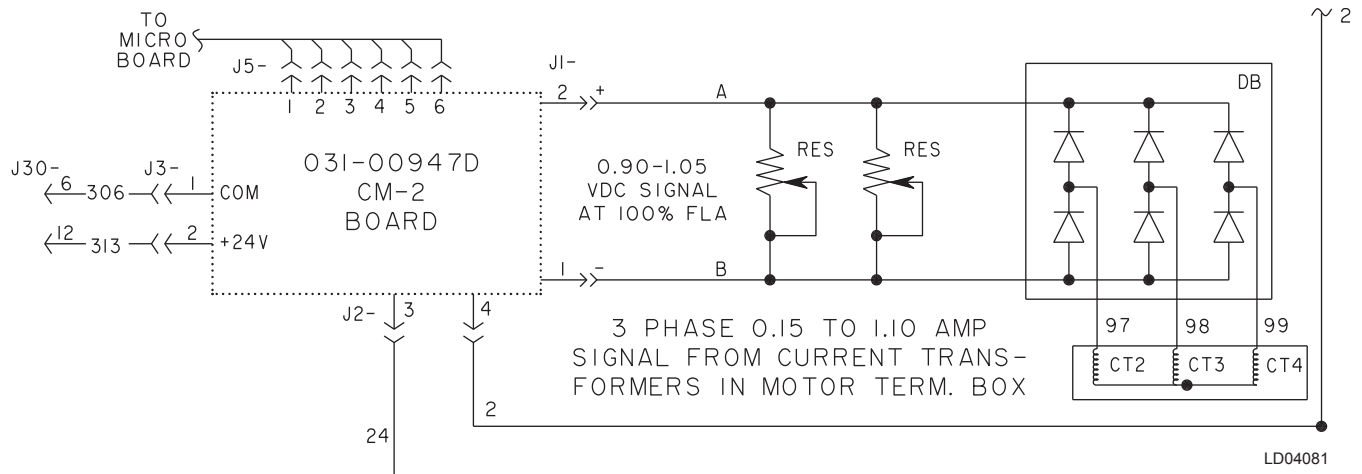 TO
MICRO
BOARD
2
J5-
J1-
DB
1 2 3 4 5 6
2 + A
RES
RES
J30-
J3-
6 306 1 COM
031-00947D
CM-2
BOARD
0.90-1.05
VDC SIGNAL
AT 100% FLA
12 313 2 +24V
1 - B
J2-
3
4
3 PHASE 0.15 TO 1.10 AMP
SIGNAL FROM CURRENT TRANS-
FORMERS IN MOTOR TERM. BOX
97 98 99
CT2 CT3 CT4
2
24
LD04081